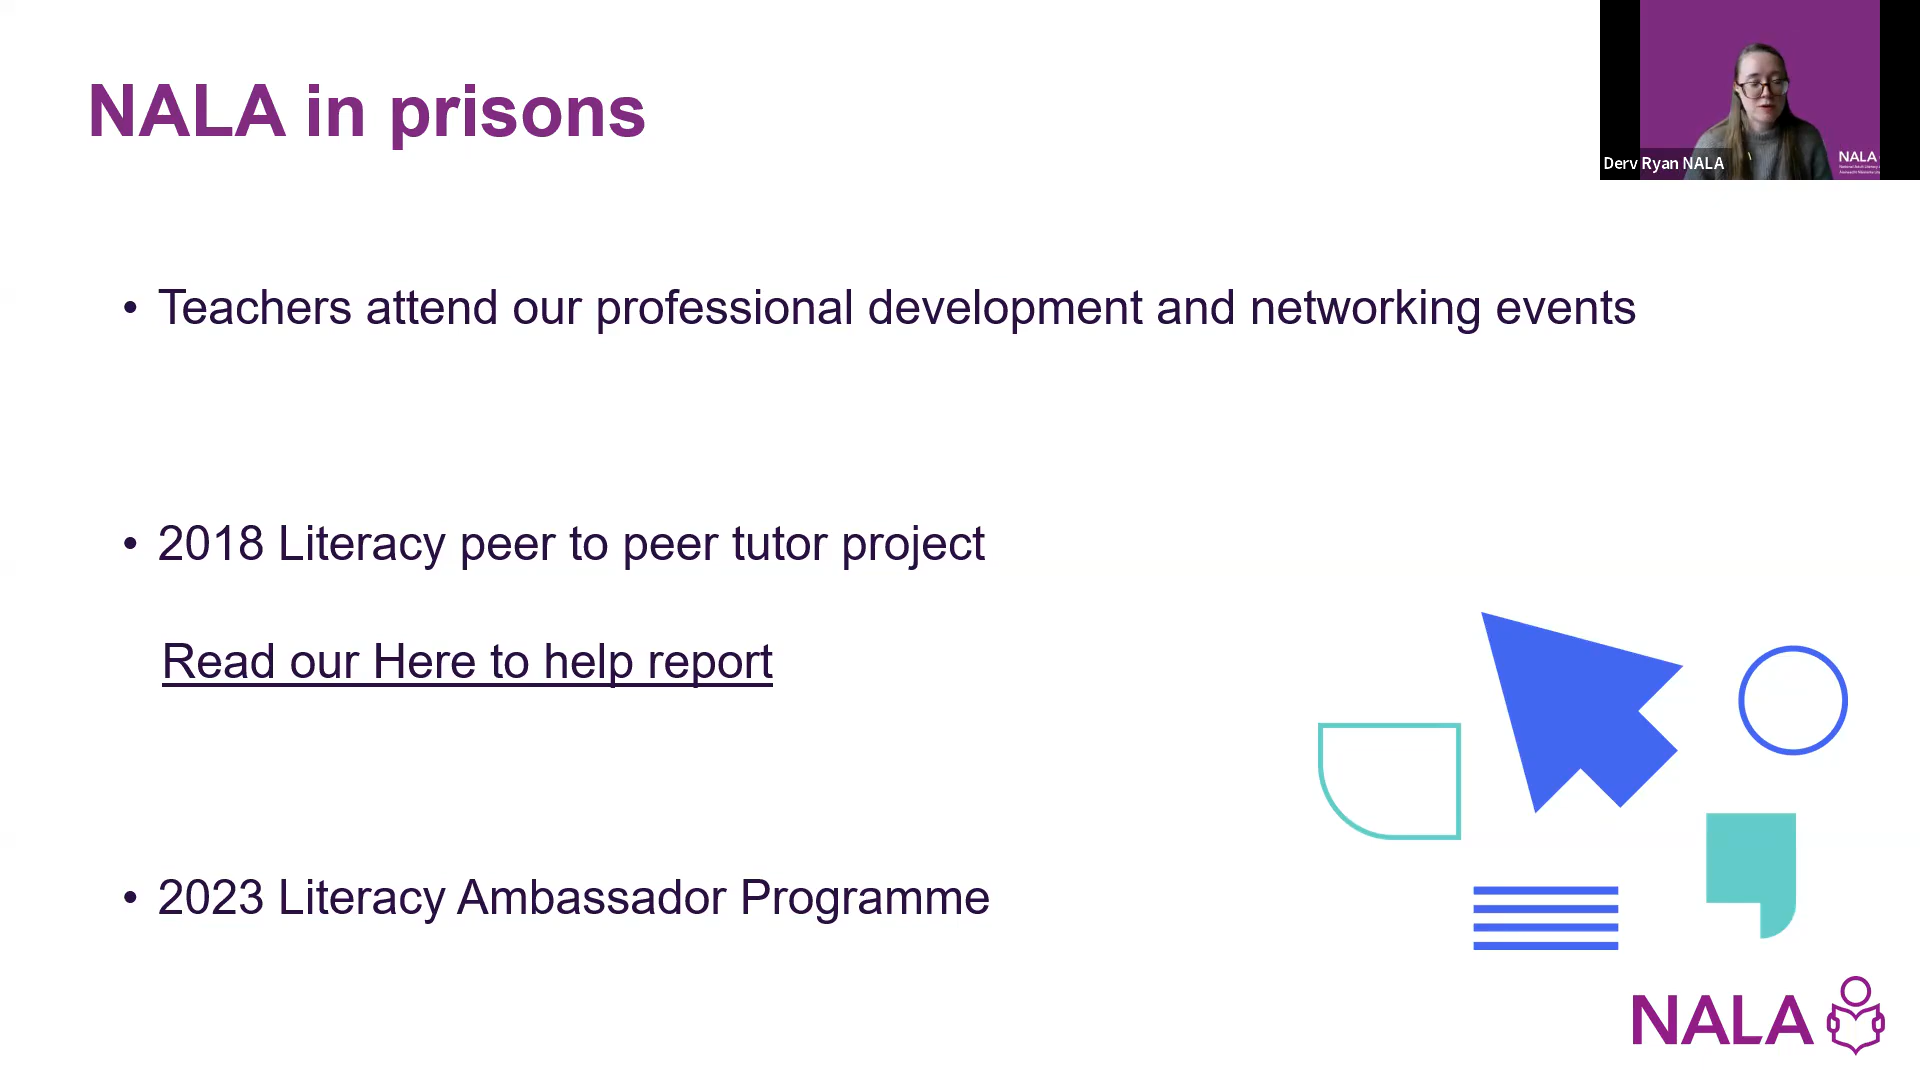 NALA in prisons
Derv Ryan NALA
NALA
• Teachers attend our professional development and networking events
• 2018 Literacy peer to peer tutor project
Read our Here to help report
• 2023 Literacy Ambassador Programme
NALA